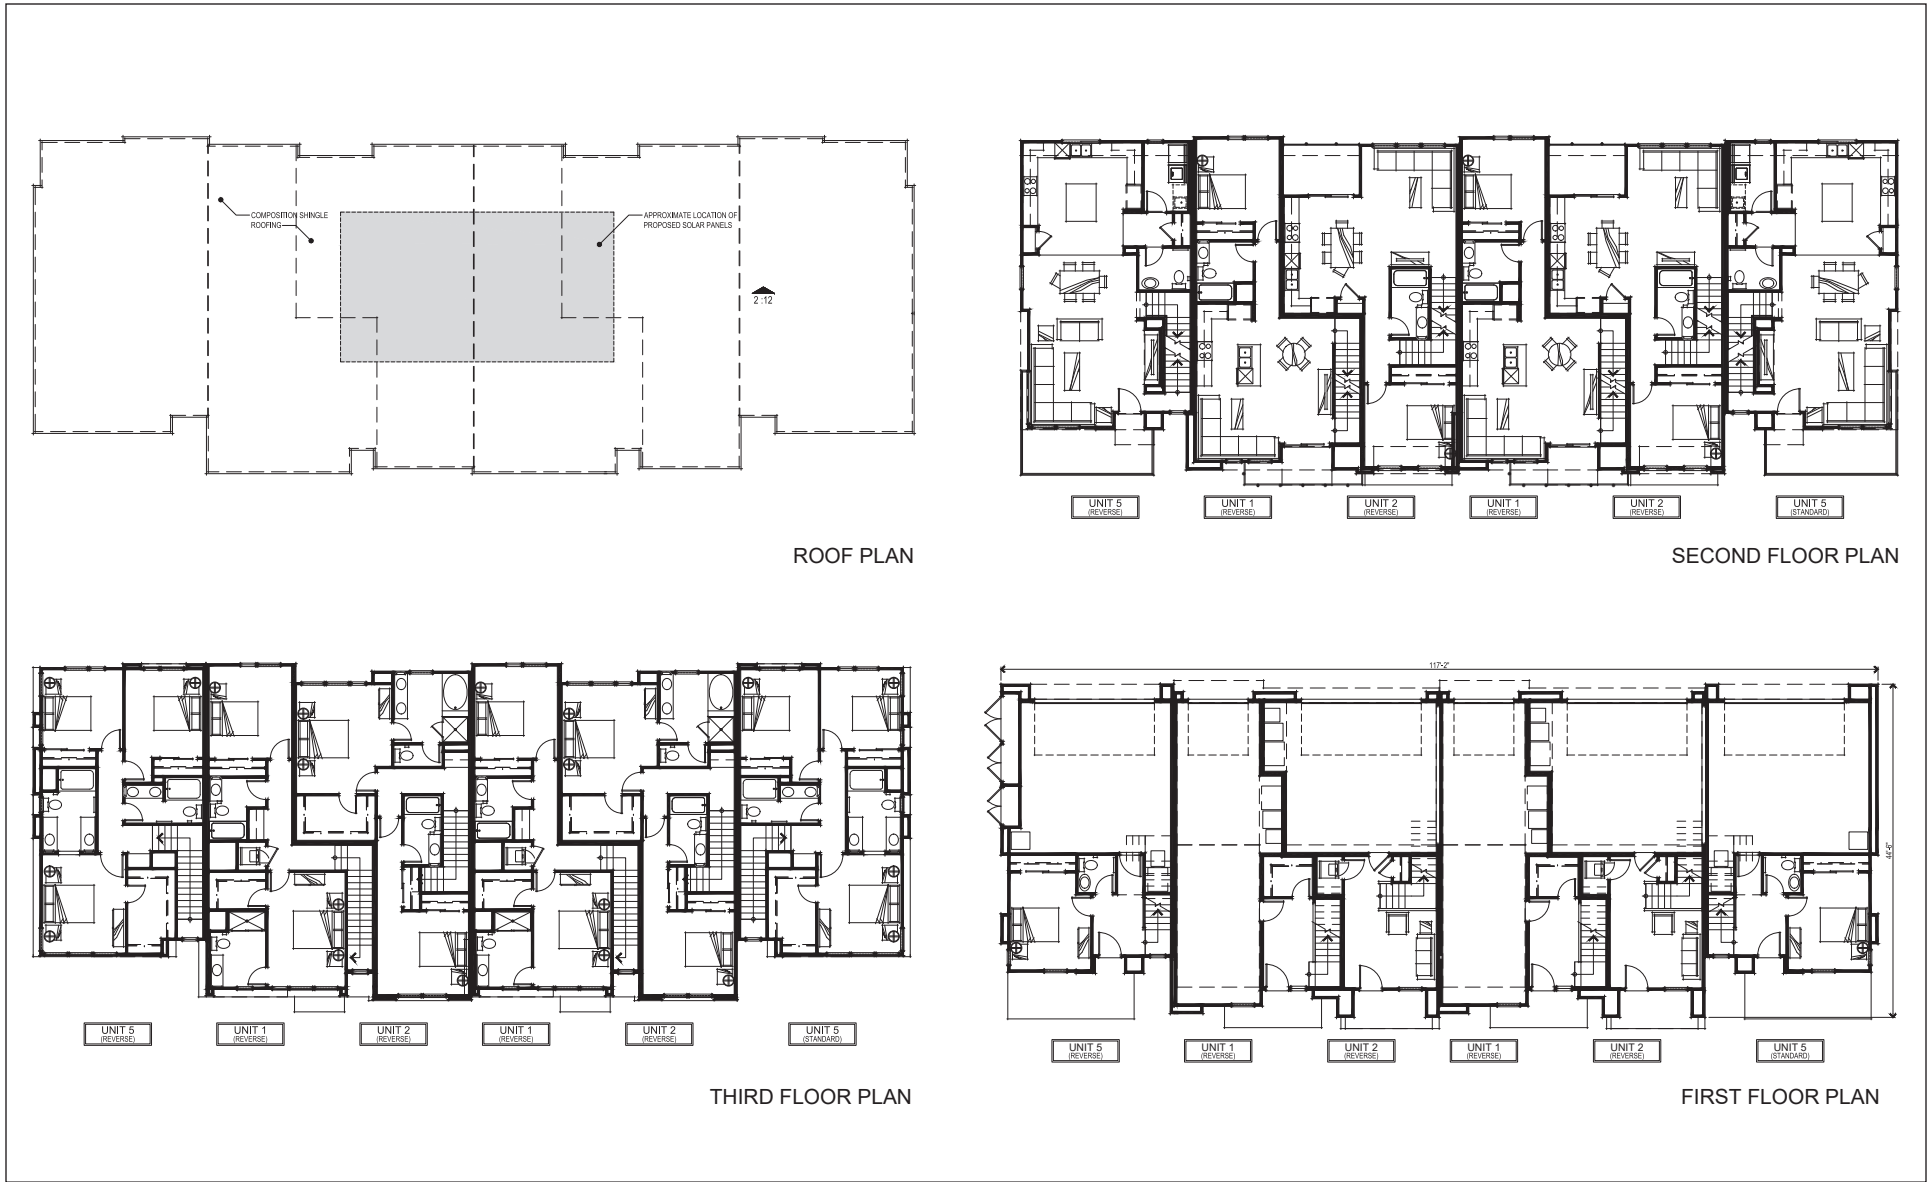 COMPOSITION SHINGLE
ROOFING
APPROXIMATE LOCATION OF
PROPOSED SOLAR PANELS
2 :12
ROOF PLAN
UNIT 5
(REVERSE)
UNIT 1
(REVERSE)
UNIT 2
(REVERSE)
UNIT 1
(REVERSE)
UNIT 2
(REVERSE)
UNIT 5
(STANDARD)
SECOND FLOOR PLAN
UNIT 5
(REVERSE)
UNIT 1
(REVERSE)
UNIT 2
(REVERSE)
UNIT 1
(REVERSE)
UNIT 2
(REVERSE)
UNIT 5
(STANDARD)
THIRD FLOOR PLAN
117'-2"
44'-6"
UNIT 5
(REVERSE)
UNIT 1
(REVERSE)
UNIT 2
(REVERSE)
UNIT 1
(REVERSE)
UNIT 2
(REVERSE)
UNIT 5
(STANDARD)
FIRST FLOOR PLAN